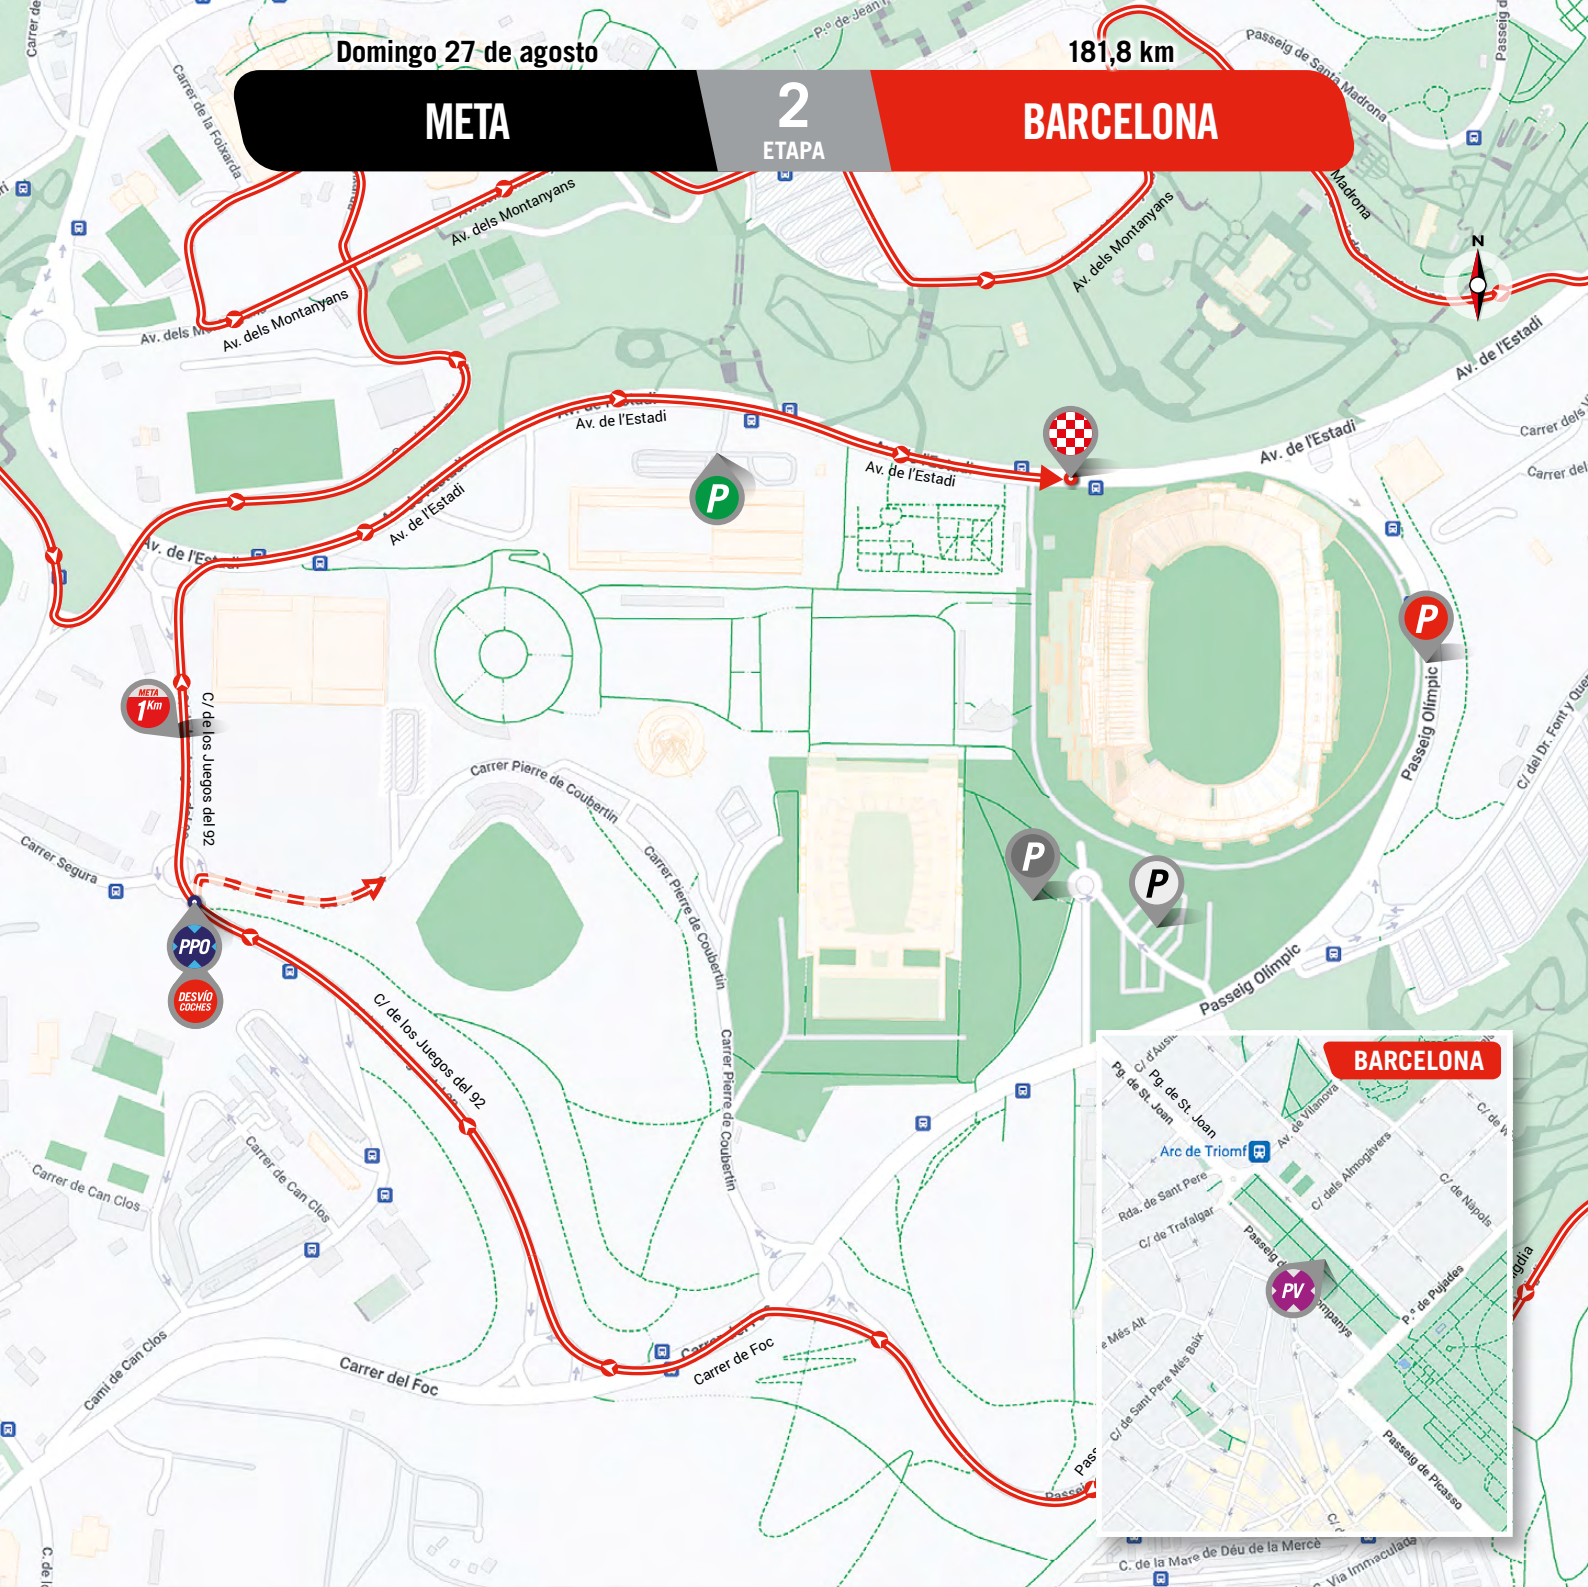 Domingo 27 de agosto
181,8 km
META
2
ETAPA
BARCELONA
P.º de Jean
Passeig de Santa Madrona
Carrer de la Foixarda
Madrona
N
Av. dels Montanyans
Av. dels Montanyans
Av. dels Montanyans
Av. de l'Estadi
Av. de l'Estadi
Av. de l'Estadi
Av. de l'Estadi
Av. de l'Estadi
Carrer del
P
P
META
1Km
C/ de los Juegos del 92
Carrer Pierre de Coubertin
Passeig Olímpic
C/ del Dr. Font y Quer
Carrer Segura
Carrer Pierre de Coubertin
P
P
PPO
DESVÍO
COCHES
C/ de los Juegos del 92
Passeig Olímpic
Carrer Pierre de Coubertin
Carrer de Can Clos
Carrer de Can Clos
Camí de Can Clos
Carrer del Foc
Carrer de Foc
BARCELONA
Pg. de St. Joan
Pg. de St. Joan
Av. de Vilanova
Arc de Triomf
C/ dels Almogàvers
C/ de Nàpols
Rda. de Sant Pere
C/ de Trafalgar
Passeig de
PV
ompanys
P.º de Pujades
e Més Alt
C/ de Sant Pere Més Baix
Passeig de Picasso
C. de la Mare de Déu de la Mercè
C. Via Immaculada